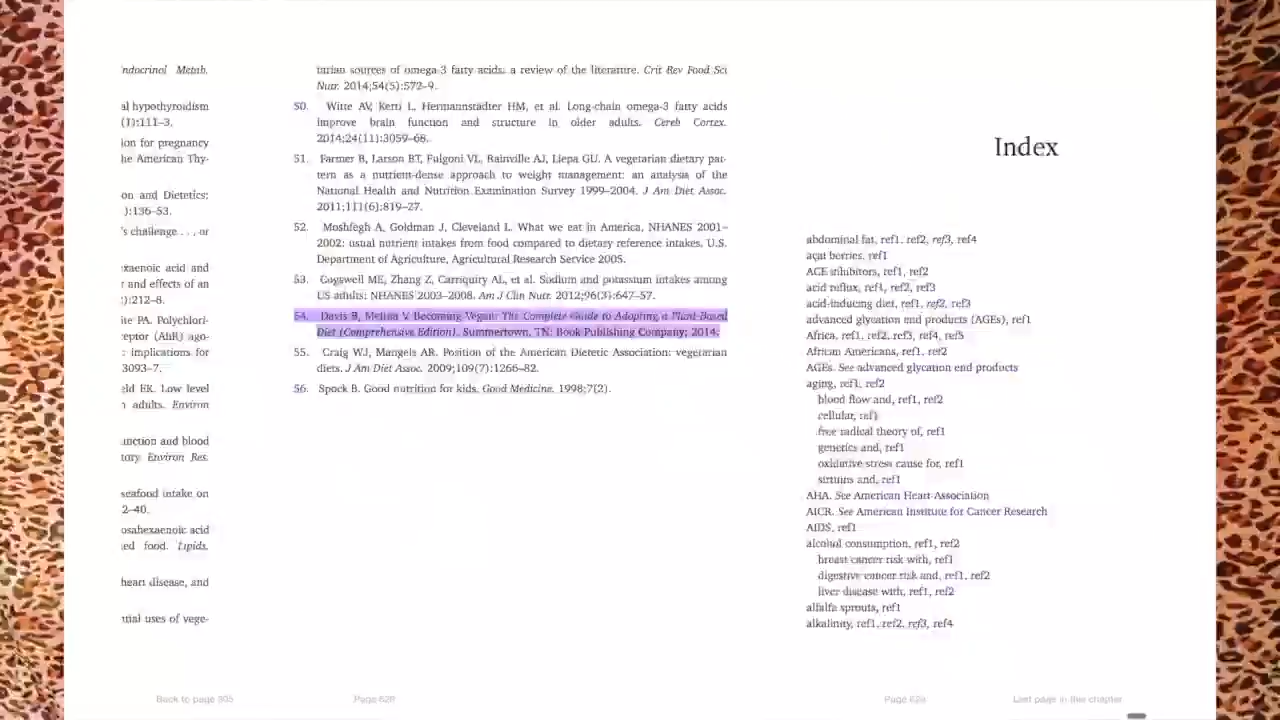 ndocrinol Metab.
al hypothyroidism
(1):111–3.
ion for pregnancy
he American Thy-
on and Dietetics:
):136–53.
's challenge . . . , or
xaenoic acid and
r and effects of an
):212–8.
ite PA. Polychlori-
ceptor (AhR) ago-
: implications for
3093–7.
eld EK. Low level
n adults. Environ
unction and blood
tory. Environ Res.
seafood intake on
2–40.
osahexaenoic acid
ed food. Lipids.
heart disease, and
ntial uses of vege-
tarian sources of omega-3 fatty acids: a review of the literature. Crit Rev Food Sci
Nutr. 2014;54(5):572–9.
50. Witte AV, Kerti L, Hermannstädter HM, et al. Long-chain omega-3 fatty acids
improve brain function and structure in older adults. Cereb Cortex.
2014;24(11):3059–68.
51. Farmer B, Larson BT, Fulgoni VL, Rainville AJ, Liepa GU. A vegetarian dietary pat-
tern as a nutrient-dense approach to weight management: an analysis of the
National Health and Nutrition Examination Survey 1999–2004. J Am Diet Assoc.
2011;111(6):819–27.
52. Moshfegh A, Goldman J, Cleveland L. What we eat in America, NHANES 2001–
2002: usual nutrient intakes from food compared to dietary reference intakes. U.S.
Department of Agriculture, Agricultural Research Service 2005.
53. Cogswell ME, Zhang Z, Carriquiry AL, et al. Sodium and potassium intakes among
US adults: NHANES 2003–2008. Am J Clin Nutr. 2012;96(3):647–57.
54. Davis B, Melina V. Becoming Vegan: The Complete Guide to Adopting a Plant-Based
Diet (Comprehensive Edition). Summertown, TN: Book Publishing Company; 2014.
55. Craig WJ, Mangels AR. Position of the American Dietetic Association: vegetarian
diets. J Am Diet Assoc. 2009;109(7):1266–82.
56. Spock B. Good nutrition for kids. Good Medicine. 1998;7(2).
Index
abdominal fat, ref1, ref2, ref3, ref4
açai berries, ref1
ACE inhibitors, ref1, ref2
acid reflux, ref1, ref2, ref3
acid-inducing diet, ref1, ref2, ref3
advanced glycation end products (AGEs), ref1
Africa, ref1, ref2, ref3, ref4, ref5
African Americans, ref1, ref2
AGEs. See advanced glycation end products
aging, ref1, ref2
blood flow and, ref1, ref2
cellular, ref1
free radical theory of, ref1
genetics and, ref1
oxidative stress cause for, ref1
sirtuins and, ref1
AHA. See American Heart Association
AICR. See American Institute for Cancer Research
AIDS, ref1
alcohol consumption, ref1, ref2
breast cancer risk with, ref1
digestive cancer risk and, ref1, ref2
liver disease with, ref1, ref2
alfalfa sprouts, ref1
alkalinity, ref1, ref2, ref3, ref4
Back to page 305
Page 628
Page 629
Last page in this chapter